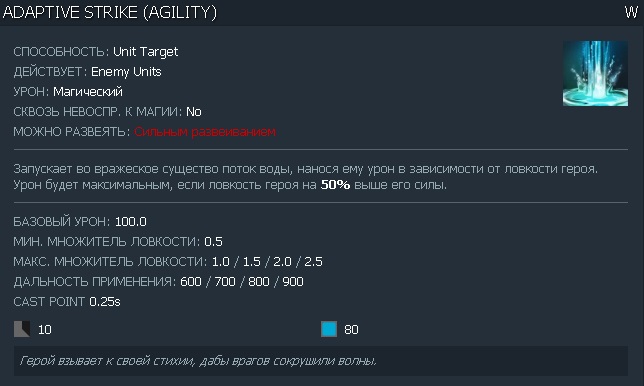 ADAPTIVE STRIKE (AGILITY) W
СПОСОБНОСТЬ: Unit Target
ДЕЙСТВУЕТ: Enemy Units
УРОН: Магический
СКВОЗЬ НЕВОСПР. К МАГИИ: No
МОЖНО РАЗВЕЯТЬ: Сильным развеиванием
Запускает во вражеское существо поток воды, нанося ему урон в зависимости от ловкости героя.
Урон будет максимальным, если ловкость героя на 50% выше его силы.
БАЗОВЫЙ УРОН: 100.0
МИН. МНОЖИТЕЛЬ ЛОВКОСТИ: 0.5
МАКС. МНОЖИТЕЛЬ ЛОВКОСТИ: 1.0 / 1.5 / 2.0 / 2.5
ДАЛЬНОСТЬ ПРИМЕНЕНИЯ: 600 / 700 / 800 / 900
CAST POINT 0.25s
10 80
Герой взывает к своей стихии, дабы врагов сокрушили волны.